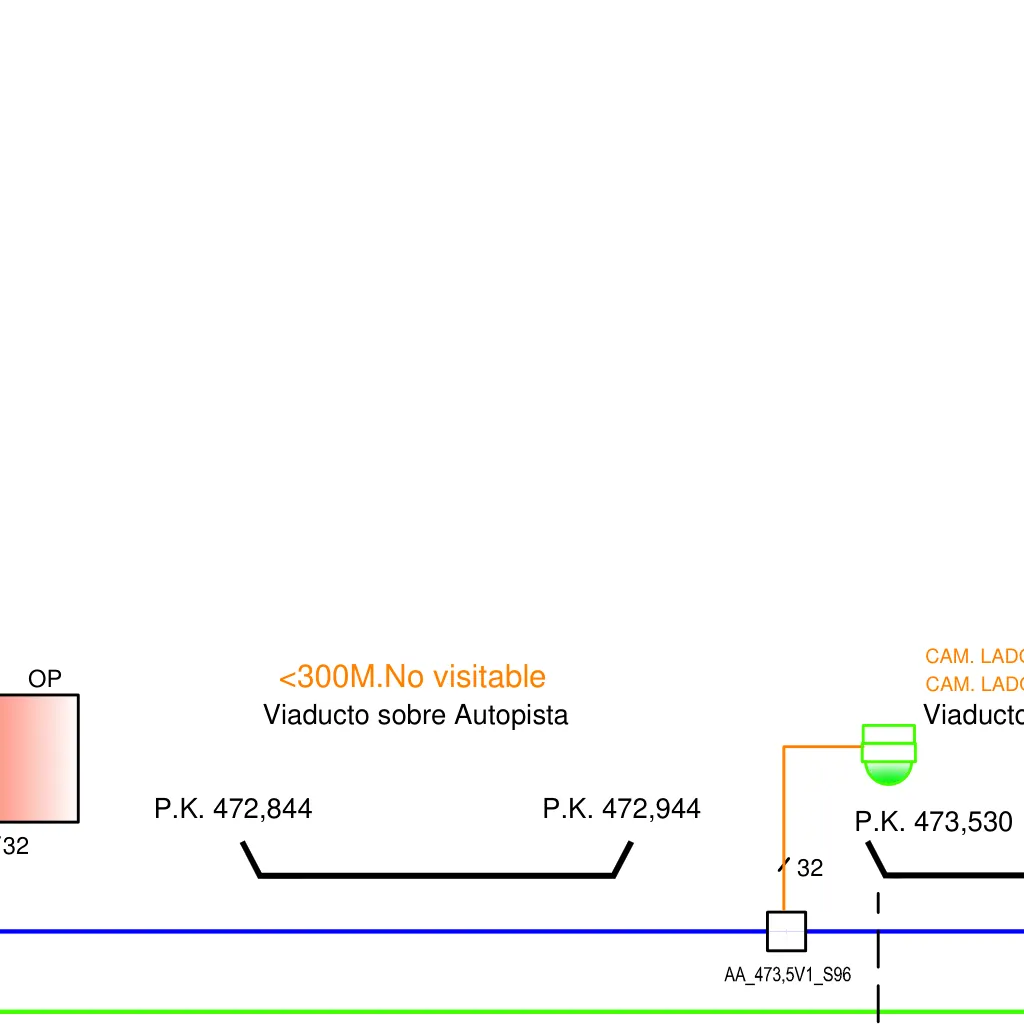 CAM. LADO
CAM. LADO
OP
<300M.No visitable
Viaducto sobre Autopista
Viaducto
P.K. 472,844
P.K. 472,944
P.K. 473,530
32
32
AA_473,5V1_S96